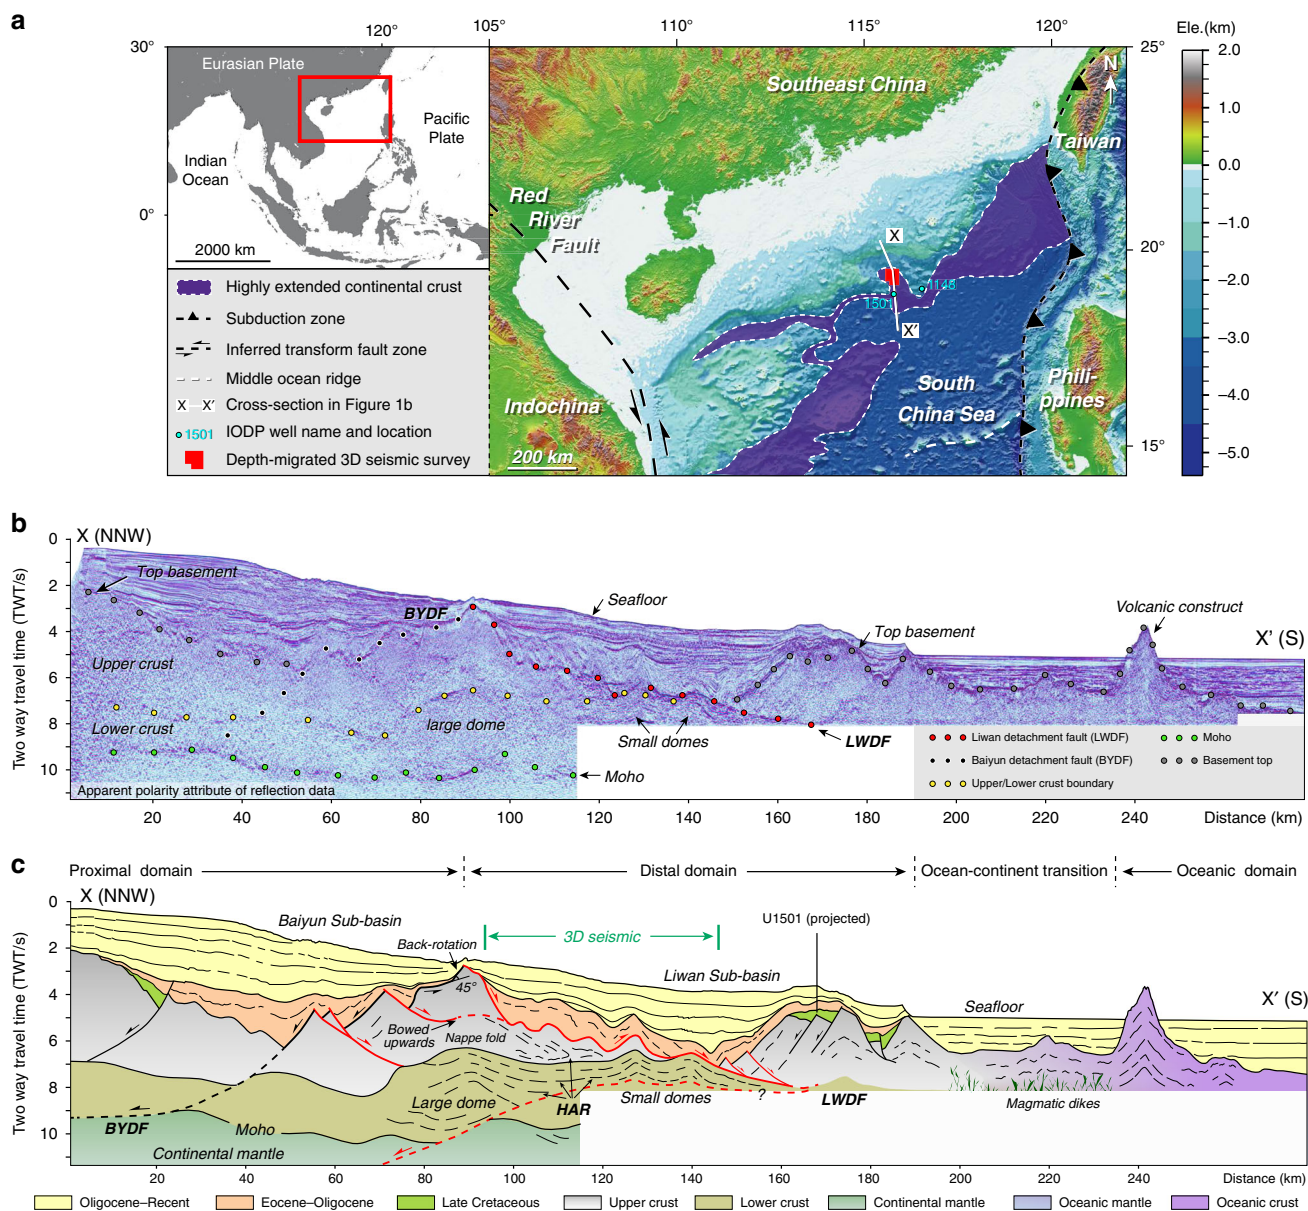 a
120°
105°
110°
115°
120°
Ele.(km)
30°
25°
Eurasian Plate
Pacific
Plate
Indian
Ocean
0°
2000 km
Southeast China
N
Taiwan
Red
River
Fault
X
1148
1501
X'
20°
South
China Sea
Phili-
ppines
Indochina
200 km
15°
2.0
1.0
0.0
−1.0
−2.0
−3.0
−4.0
−5.0
Highly extended continental crust
Subduction zone
Inferred transform fault zone
Middle ocean ridge
X X' Cross-section in Figure 1b
1501 IODP well name and location
Depth-migrated 3D seismic survey
b
X (NNW)
Two way travel time (TWT/s)
0
2
4
6
8
10
Top basement
BYDF
Seafloor
Top basement
Volcanic construct
X' (S)
Upper crust
Lower crust
large dome
Small domes
LWDF
Moho
Apparent polarity attribute of reflection data
Liwan detachment fault (LWDF)
Baiyun detachment fault (BYDF)
Upper/Lower crust boundary
Moho
Basement top
20 40 60 80 100 120 140 160 180 200 220 240 Distance (km)
c
Proximal domain
Distal domain
Ocean-continent transition
Oceanic domain
X (NNW)
Two way travel time (TWT/s)
0
2
4
6
8
10
Baiyun Sub-basin
U1501 (projected)
Back-rotation
3D seismic
Liwan Sub-basin
45°
Seafloor
X' (S)
Bowed
upwards
Nappe fold
Large dome
HAR
Small domes
?
LWDF
Magmatic dikes
BYDF
Moho
Continental mantle
20 40 60 80 100 120 140 160 180 200 220 240 Distance (km)
Oligocene–Recent
Eocene–Oligocene
Late Cretaceous
Upper crust
Lower crust
Continental mantle
Oceanic mantle
Oceanic crust